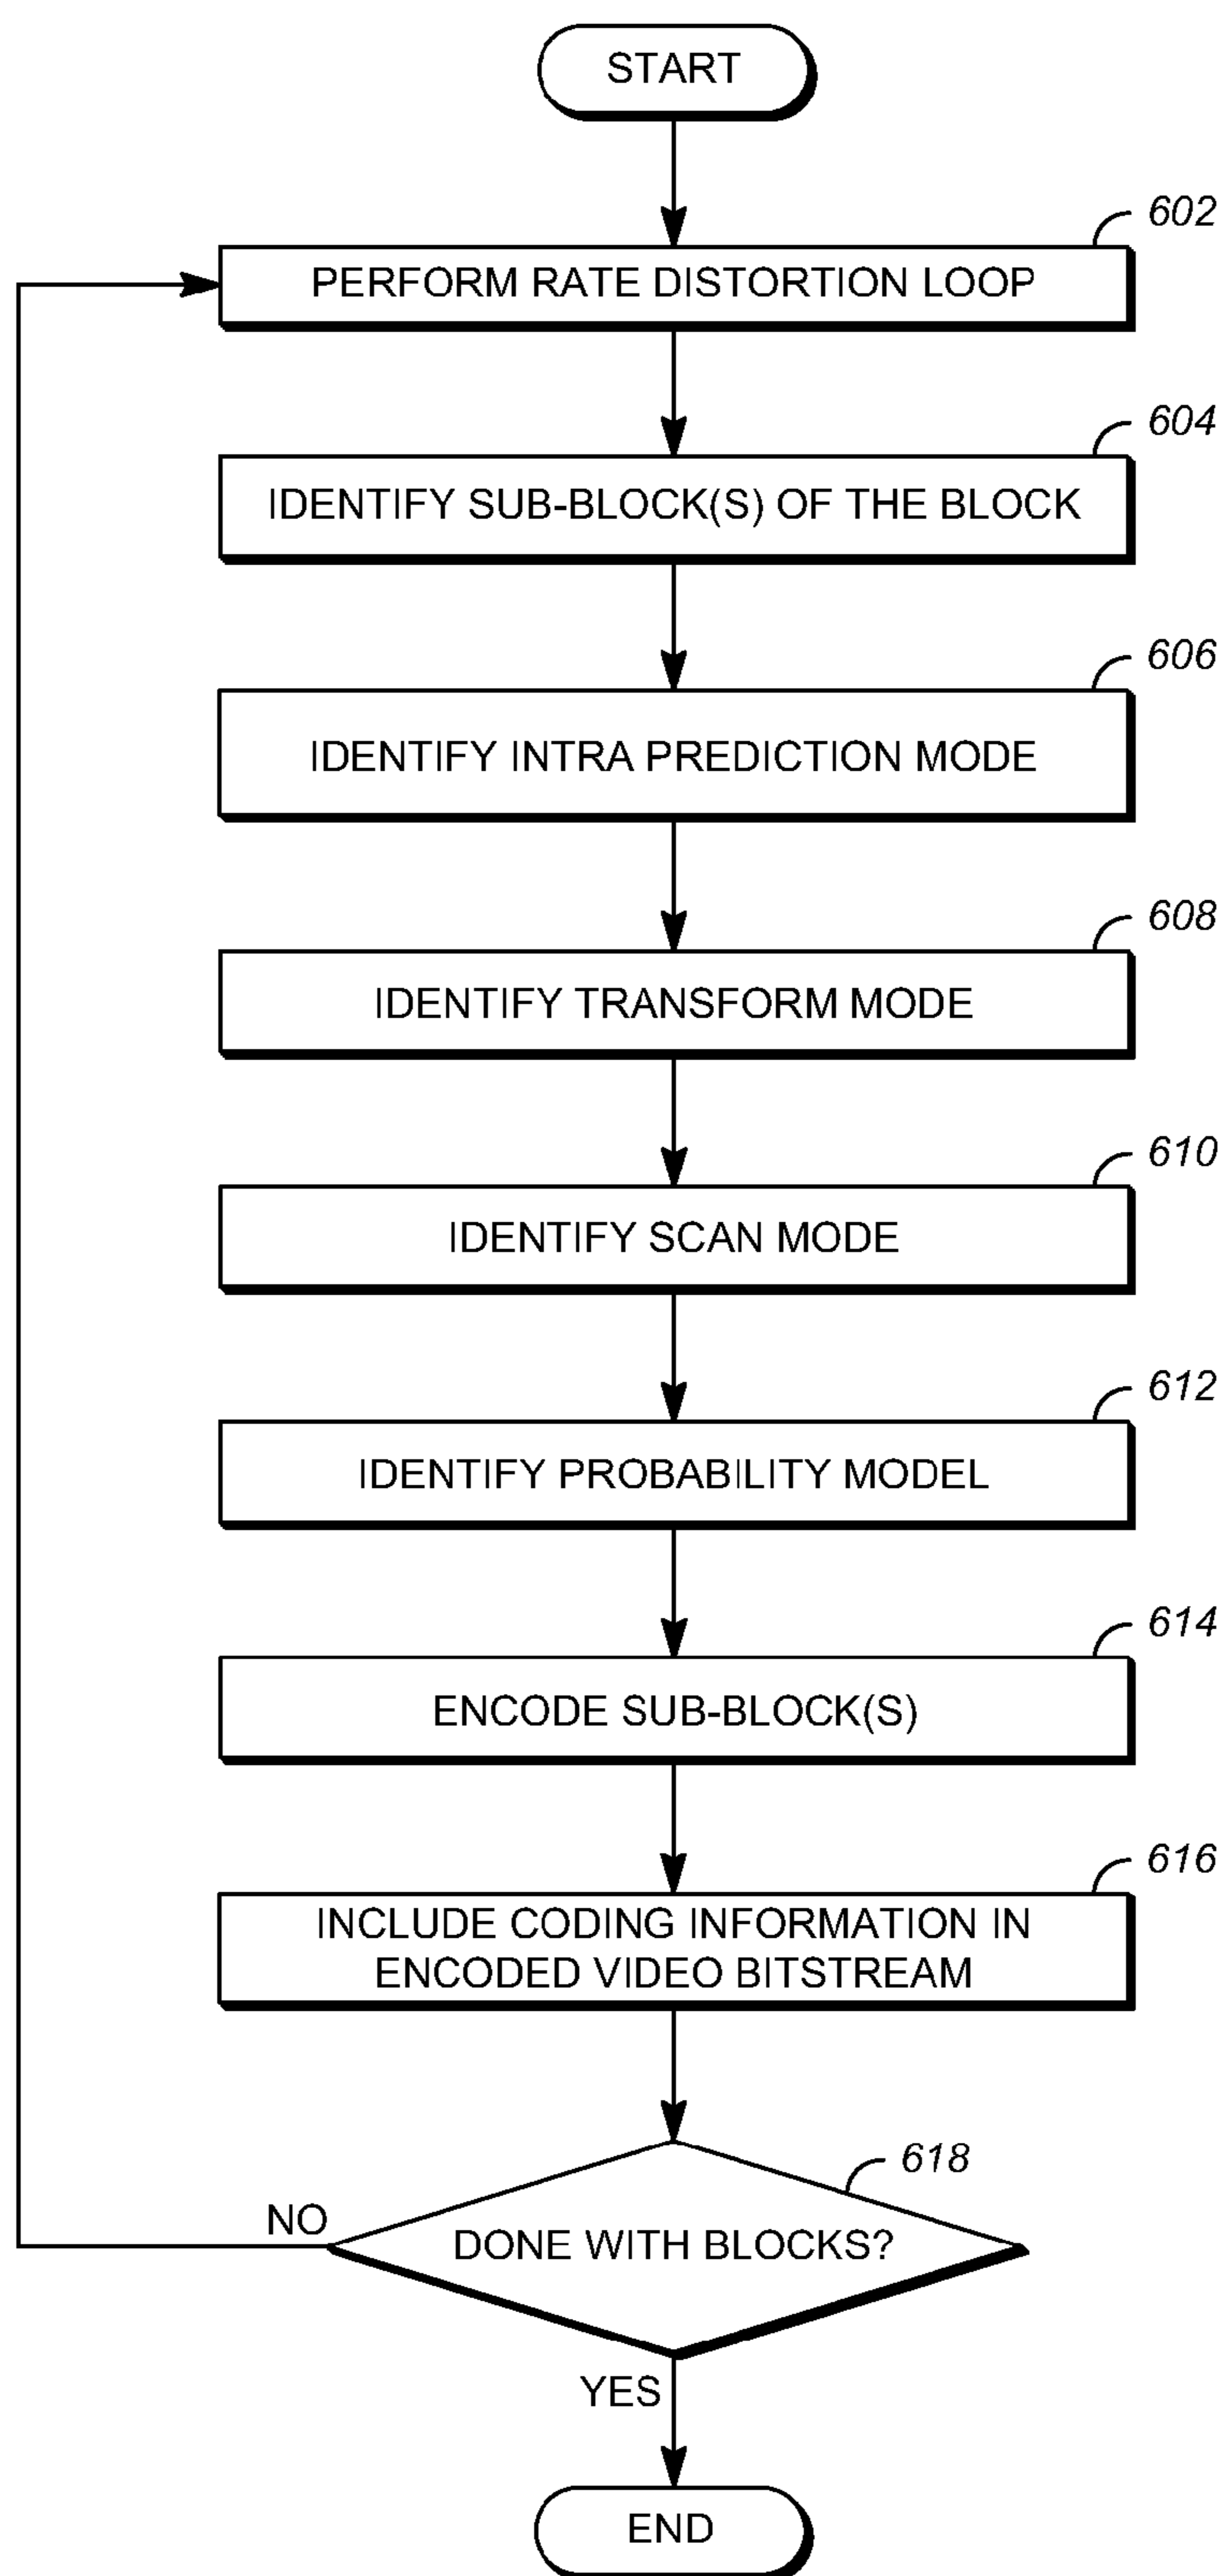 START
602
PERFORM RATE DISTORTION LOOP
604
IDENTIFY SUB-BLOCK(S) OF THE BLOCK
606
IDENTIFY INTRA PREDICTION MODE
608
IDENTIFY TRANSFORM MODE
610
IDENTIFY SCAN MODE
612
IDENTIFY PROBABILITY MODEL
614
ENCODE SUB-BLOCK(S)
616
INCLUDE CODING INFORMATION IN
ENCODED VIDEO BITSTREAM
618
NO
DONE WITH BLOCKS?
YES
END